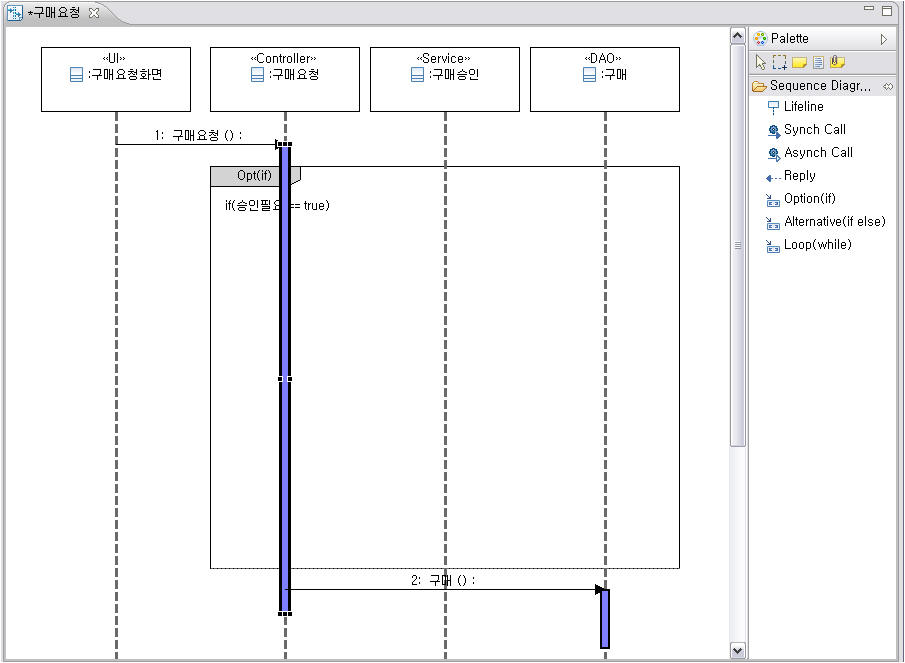 *구매요청
«UI»
:구매요청화면
«Controller»
:구매요청
«Service»
:구매승인
«DAO»
:구매
1: 구매요청 () :
Opt(if)
if(승인필요 == true)
2: 구매 () :
Palette
Sequence Diagr...
Lifeline
Synch Call
Asynch Call
Reply
Option(if)
Alternative(if else)
Loop(while)